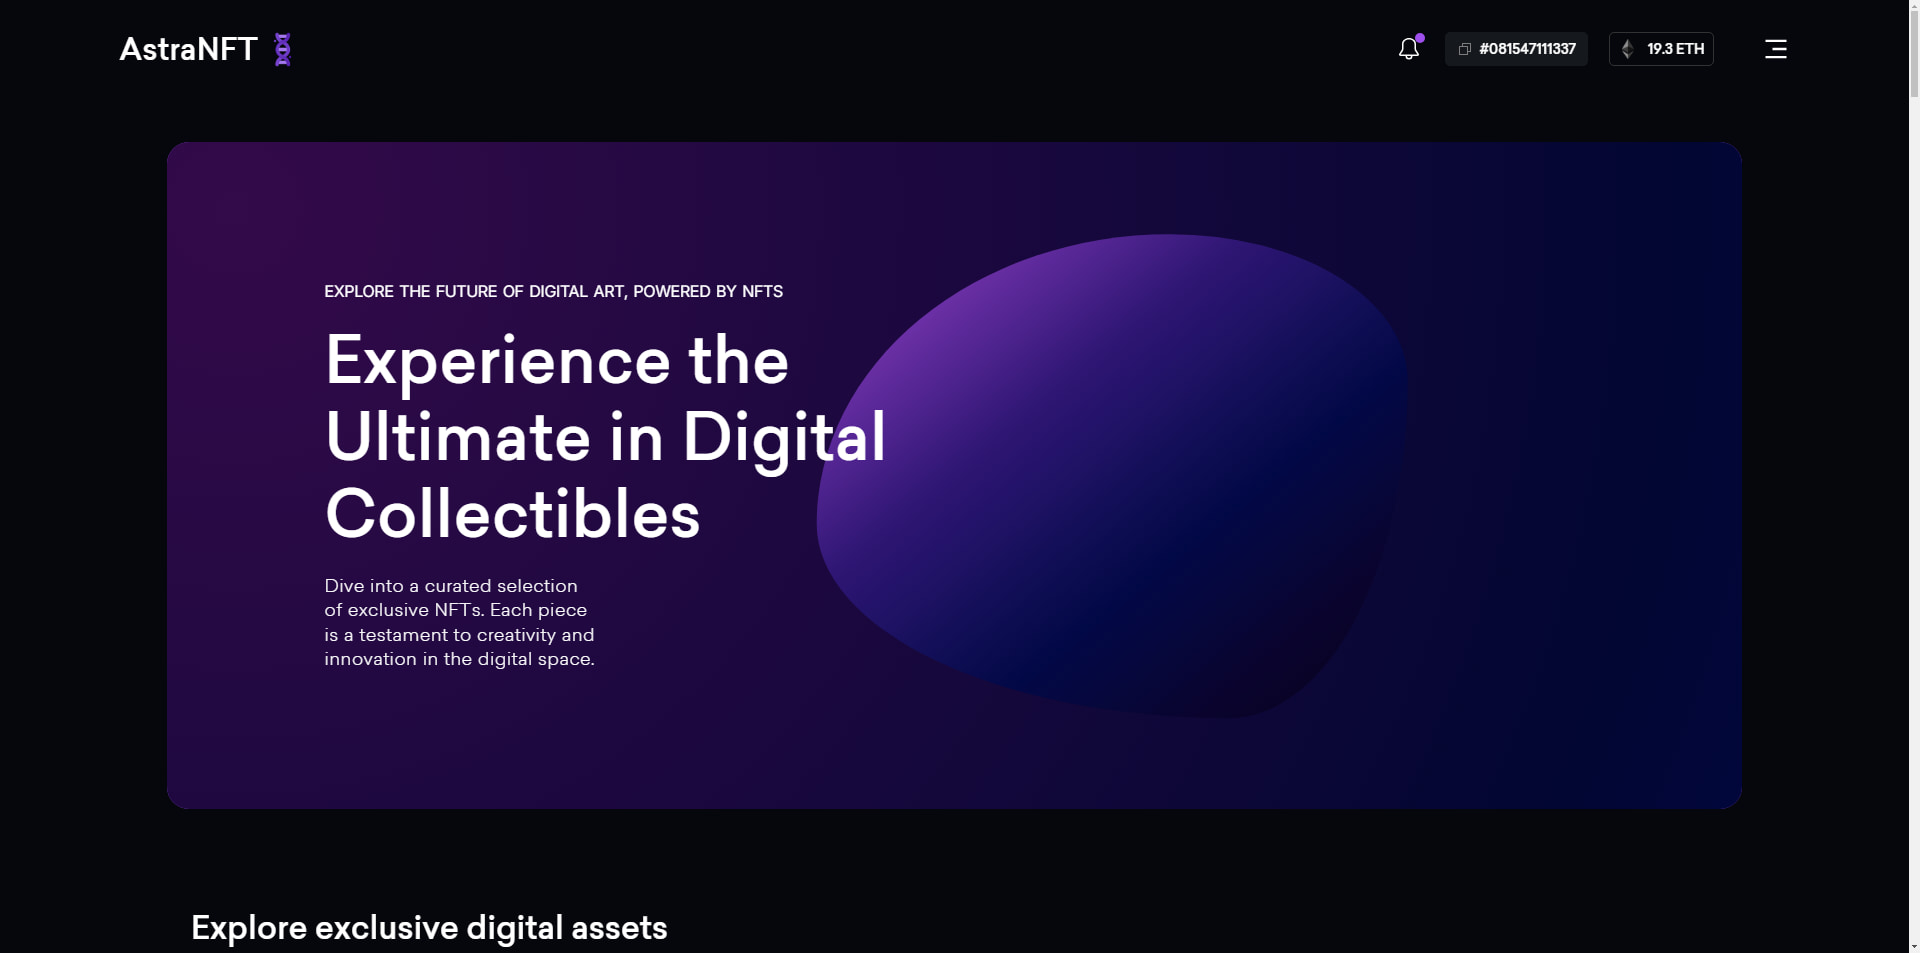 AstraNFT
#081547111337
19.3 ETH
EXPLORE THE FUTURE OF DIGITAL ART, POWERED BY NFTS
Experience the
Ultimate in Digital
Collectibles
Dive into a curated selection
of exclusive NFTs. Each piece
is a testament to creativity and
innovation in the digital space.
Explore exclusive digital assets